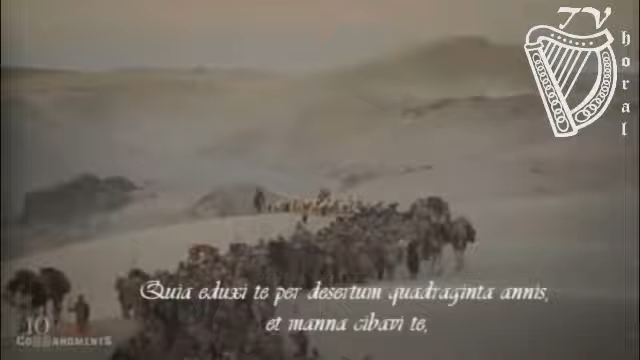 TV
horal
Quia eduxi te per desertum quadraginta annis,
et manna cibavi te,
10
COMMANDMENTS